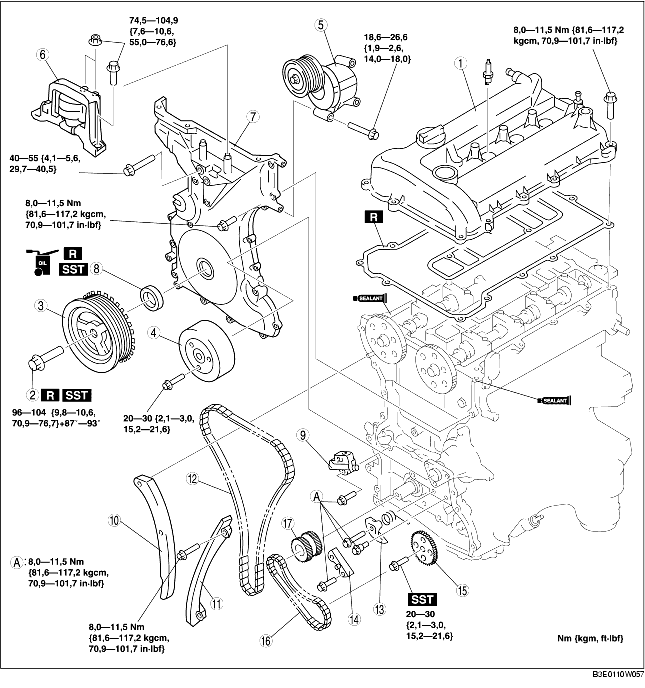 74,5—104,9
{7,6—10,6,
55,0—76,6}
5
18,6—26,6
{1,9—2,6,
14,0—18,0}
8,0—11,5 Nm {81,6—117,2
kgcm, 70,9—101,7 in-lbf}
6
1
7
40—55 {4,1—5,6,
29,7—40,5}
8,0—11,5 Nm
{81,6—117,2 kgcm,
70,9—101,7 in-lbf}
R
OIL
R
SST
8
SEALANT
3
4
SEALANT
2
R
SST
96—104 {9,8—10,6,
70,9—76,7}+87°—93°
20—30 {2,1—3,0,
15,2—21,6}
9
12
A
10
17
A : 8,0—11,5 Nm
{81,6—117,2 kgcm,
70,9—101,7 in-lbf}
11
13
15
14
SST
16
8,0—11,5 Nm
{81,6—117,2 kgcm,
70,9—101,7 in-lbf}
20—30
{2,1—3,0,
15,2—21,6}
Nm {kgm, ft-lbf}
B3E0110W057